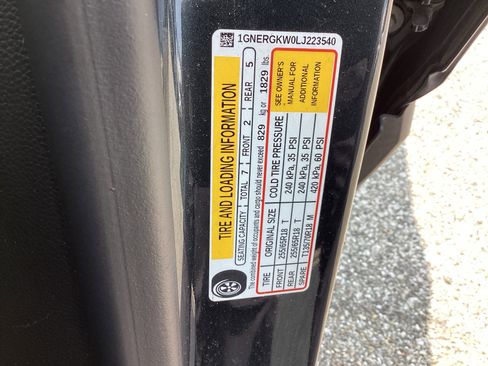 1GNERGKW0LJ223540
TIRE AND LOADING INFORMATION
SEATING CAPACITY TOTAL 7 FRONT 2 REAR 5
The combined weight of occupants and cargo should never exceed 829 kg or 1829 lbs.
TIRE ORIGINAL SIZE COLD TIRE PRESSURE
FRONT 255/65R18 T 240 kPa, 35 PSI
REAR 255/65R18 T 240 kPa, 35 PSI
SPARE T135/70R18 M 420 kPa, 60 PSI
SEE OWNER'S
MANUAL FOR
ADDITIONAL
INFORMATION